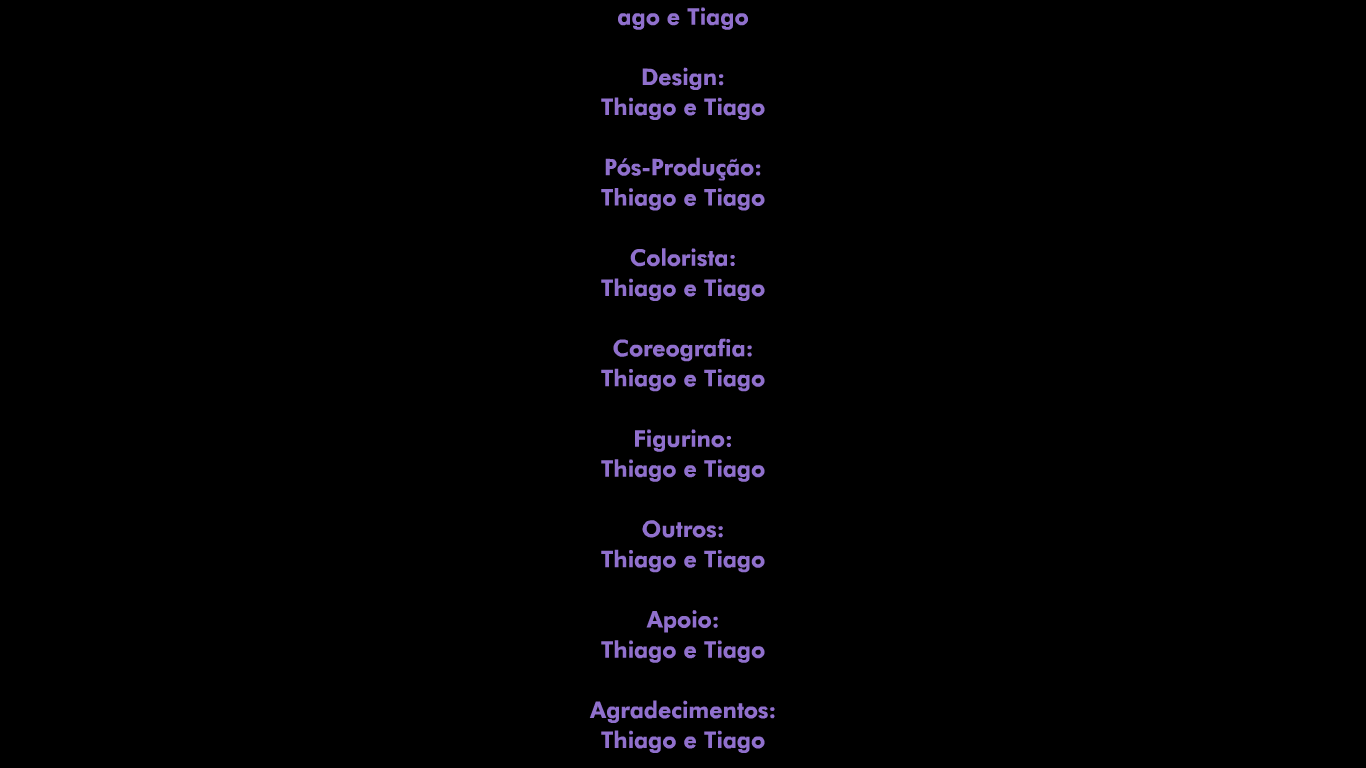 ago e Tiago
Design:
Thiago e Tiago
Pós-Produção:
Thiago e Tiago
Colorista:
Thiago e Tiago
Coreografia:
Thiago e Tiago
Figurino:
Thiago e Tiago
Outros:
Thiago e Tiago
Apoio:
Thiago e Tiago
Agradecimentos:
Thiago e Tiago